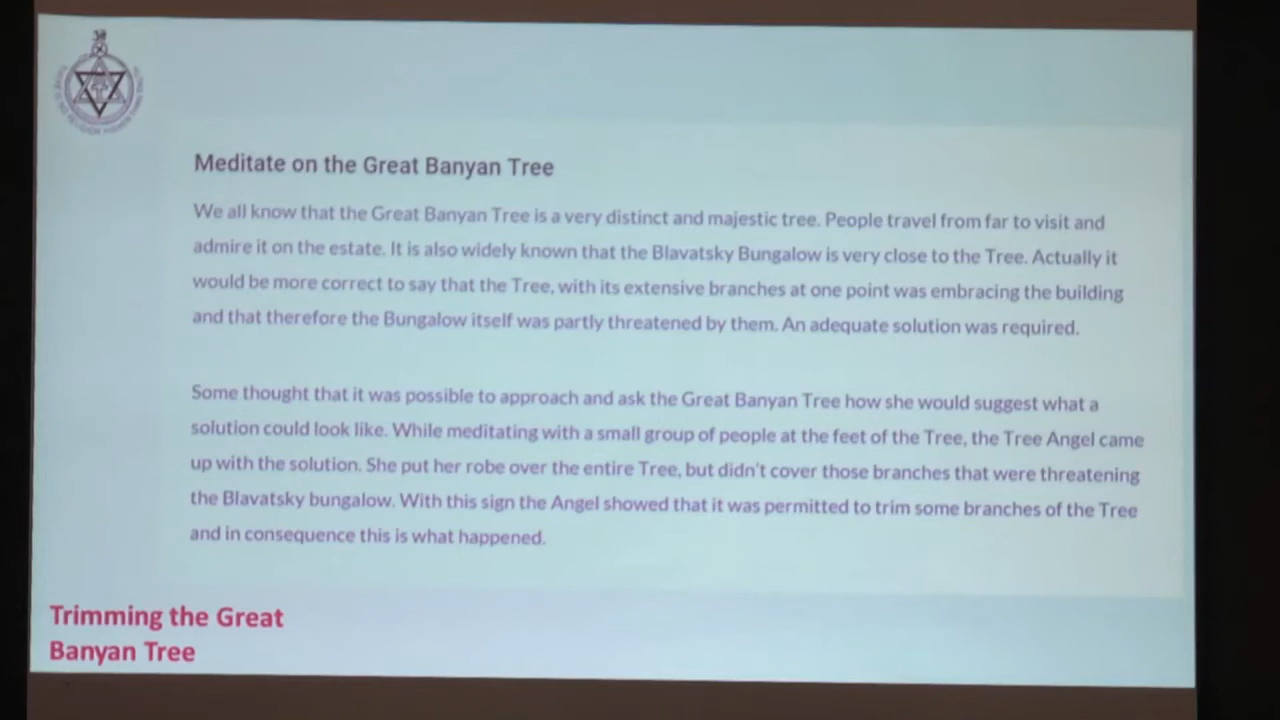 Meditate on the Great Banyan Tree
We all know that the Great Banyan Tree is a very distinct and majestic tree. People travel from far to visit and
admire it on the estate. It is also widely known that the Blavatsky Bungalow is very close to the Tree. Actually it
would be more correct to say that the Tree, with its extensive branches at one point was embracing the building
and that therefore the Bungalow itself was partly threatened by them. An adequate solution was required.
Some thought that it was possible to approach and ask the Great Banyan Tree how she would suggest what a
solution could look like. While meditating with a small group of people at the feet of the Tree, the Tree Angel came
up with the solution. She put her robe over the entire Tree, but didn't cover those branches that were threatening
the Blavatsky bungalow. With this sign the Angel showed that it was permitted to trim some branches of the Tree
and in consequence this is what happened.
Trimming the Great
Banyan Tree